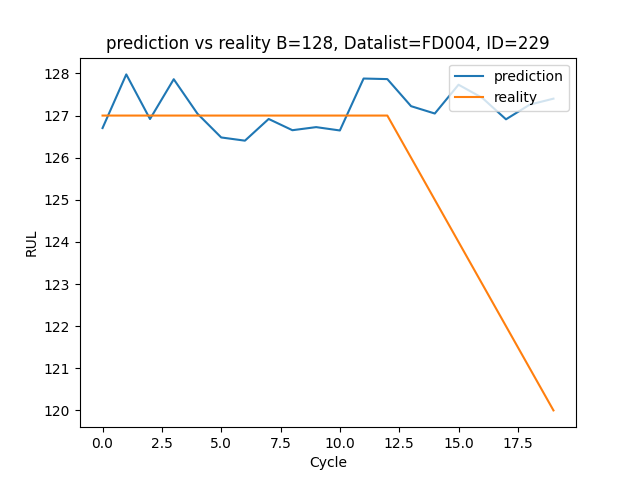 prediction vs reality B=128, Datalist=FD004, ID=229
prediction
reality
128
127
126
125
124
123
122
121
120
RUL
0.0 2.5 5.0 7.5 10.0 12.5 15.0 17.5
Cycle